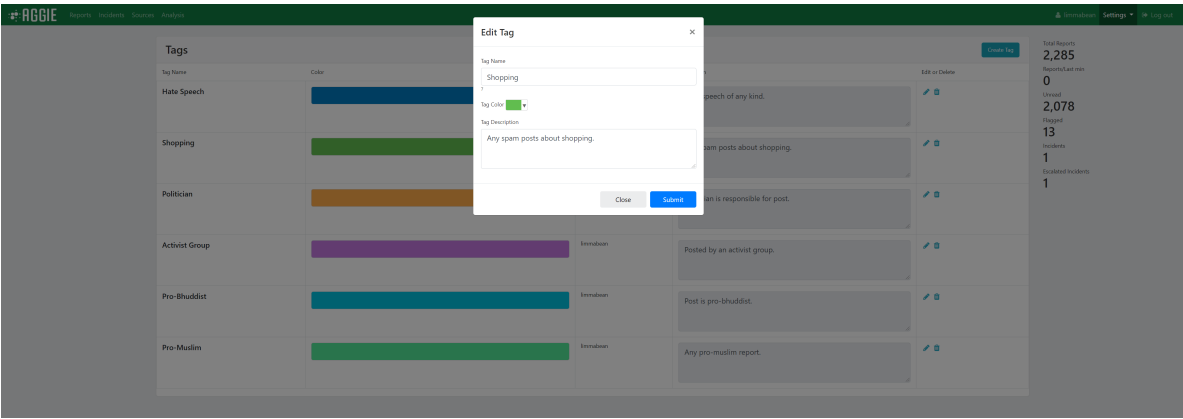 AGGIE Reports Incidents Sources Analysis Emmabean Settings Log out
Edit Tag ×
Tag Name
Shopping
Tag Color
Tag Description
Any spam posts about shopping.
Close Submit
Tags Create Tag
Tag Name Color Edit or Delete
Hate Speech speech of any kind.
Shopping spam posts about shopping.
Politician ian is responsible for post.
Activist Group Emmabean Posted by an activist group.
Pro-Bhuddist Emmabean Post is pro-bhuddist.
Pro-Muslim Emmabean Any pro-muslim report.
Total Reports
2,285
Reports/Last min
0
Unread
2,078
Flagged
13
Incidents
1
Escalated Incidents
1